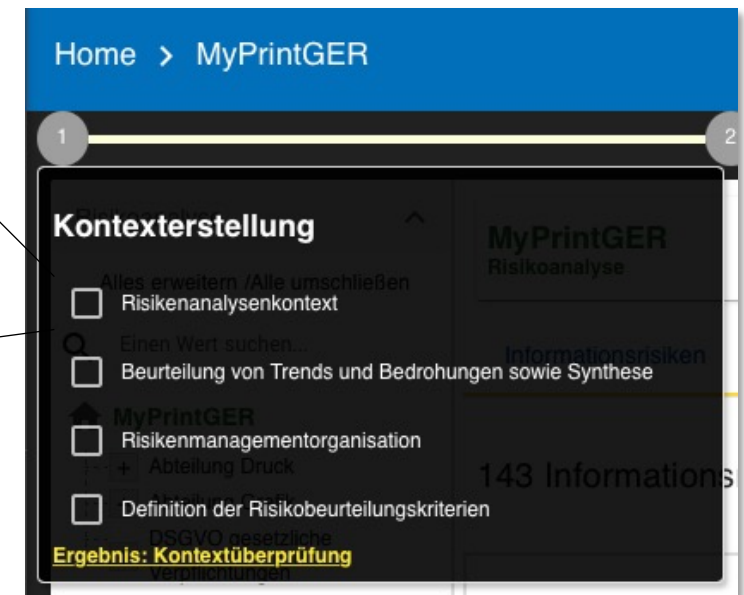 Home > MyPrintGER
1
2
Kontexterstellung
MyPrintGER
Risikoanalyse
Alles erweitern /Alle umschließen
Risikenanalysenkontext
Einen Wert suchen...
Informationsrisiken
Beurteilung von Trends und Bedrohungen sowie Synthese
MyPrintGER
Risikenmanagementorganisation
+ Abteilung Druck
143 Informations
Definition der Risikobeurteilungskriterien
DSGVO gesetzliche
Ergebnis: Kontextüberprüfung
Verpflichtungen